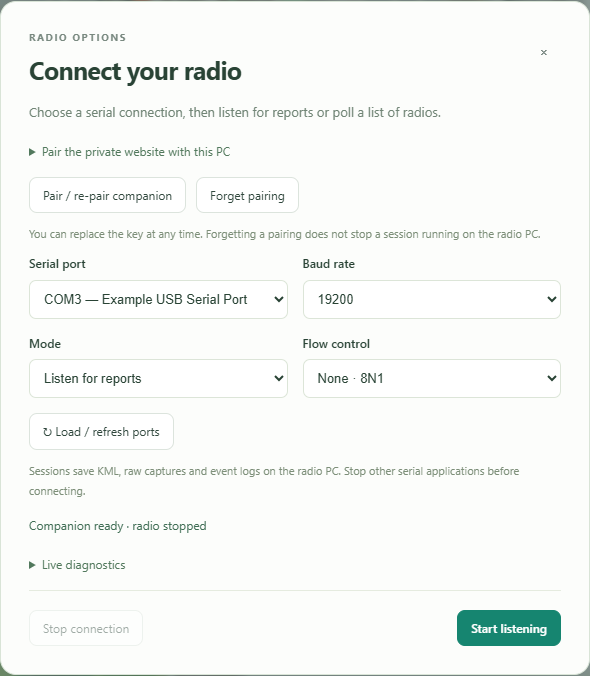 RADIO OPTIONS
×
Connect your radio
Choose a serial connection, then listen for reports or poll a list of radios.
▶ Pair the private website with this PC
Pair / re-pair companion
Forget pairing
You can replace the key at any time. Forgetting a pairing does not stop a session running on the radio PC.
Serial port
Baud rate
COM3 — Example USB Serial Port
19200
Mode
Flow control
Listen for reports
None · 8N1
↻ Load / refresh ports
Sessions save KML, raw captures and event logs on the radio PC. Stop other serial applications before
connecting.
Companion ready · radio stopped
▶ Live diagnostics
Stop connection
Start listening